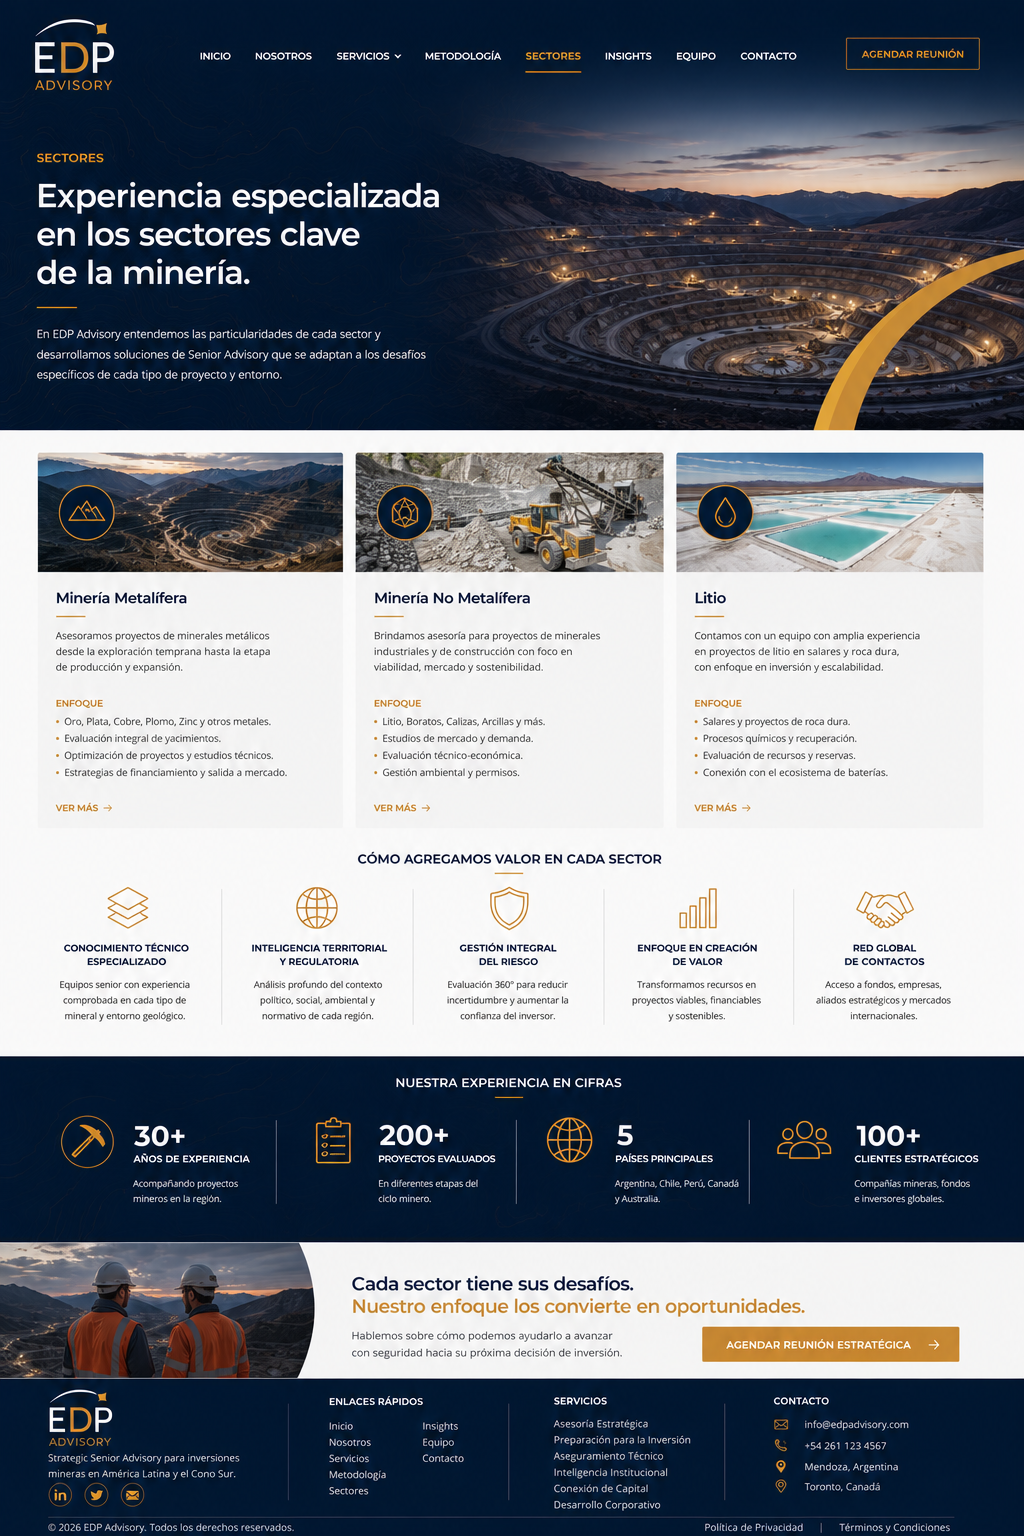 EDP
ADVISORY
INICIO
NOSOTROS
SERVICIOS
METODOLOGÍA
SECTORES
INSIGHTS
EQUIPO
CONTACTO
AGENDAR REUNIÓN
SECTORES
Experiencia especializada
en los sectores clave
de la minería.
En EDP Advisory entendemos las particularidades de cada sector y
desarrollamos soluciones de Senior Advisory que se adaptan a los desafíos
específicos de cada tipo de proyecto y entorno.
Minería Metalífera
Asesoramos proyectos de minerales metálicos
desde la exploración temprana hasta la etapa
de producción y expansión.
ENFOQUE
• Oro, Plata, Cobre, Plomo, Zinc y otros metales.
• Evaluación integral de yacimientos.
• Optimización de proyectos y estudios técnicos.
• Estrategias de financiamiento y salida a mercado.
VER MÁS →
Minería No Metalífera
Brindamos asesoría para proyectos de minerales
industriales y de construcción con foco en
viabilidad, mercado y sostenibilidad.
ENFOQUE
• Litio, Boratos, Calizas, Arcillas y más.
• Estudios de mercado y demanda.
• Evaluación técnico-económica.
• Gestión ambiental y permisos.
VER MÁS →
Litio
Contamos con un equipo con amplia experiencia
en proyectos de litio en salares y roca dura,
con enfoque en inversión y escalabilidad.
ENFOQUE
• Salares y proyectos de roca dura.
• Procesos químicos y recuperación.
• Evaluación de recursos y reservas.
• Conexión con el ecosistema de baterías.
VER MÁS →
CÓMO AGREGAMOS VALOR EN CADA SECTOR
CONOCIMIENTO TÉCNICO
ESPECIALIZADO
Equipos senior con experiencia
comprobada en cada tipo de
mineral y entorno geológico.
INTELIGENCIA TERRITORIAL
Y REGULATORIA
Análisis profundo del contexto
político, social, ambiental y
normativo de cada región.
GESTIÓN INTEGRAL
DEL RIESGO
Evaluación 360° para reducir
incertidumbre y aumentar la
confianza del inversor.
ENFOQUE EN CREACIÓN
DE VALOR
Transformamos recursos en
proyectos viables, financiables
y sostenibles.
RED GLOBAL
DE CONTACTOS
Acceso a fondos, empresas,
aliados estratégicos y mercados
internacionales.
NUESTRA EXPERIENCIA EN CIFRAS
30+
AÑOS DE EXPERIENCIA
Acompañando proyectos
mineros en la región.
200+
PROYECTOS EVALUADOS
En diferentes etapas del
ciclo minero.
5
PAÍSES PRINCIPALES
Argentina, Chile, Perú, Canadá
y Australia.
100+
CLIENTES ESTRATÉGICOS
Compañías mineras, fondos
e inversores globales.
Cada sector tiene sus desafíos.
Nuestro enfoque los convierte en oportunidades.
Hablemos sobre cómo podemos ayudarlo a avanzar
con seguridad hacia su próxima decisión de inversión.
AGENDAR REUNIÓN ESTRATÉGICA →
EDP
ADVISORY
Strategic Senior Advisory para inversiones
mineras en América Latina y el Cono Sur.
in
ENLACES RÁPIDOS
Inicio
Nosotros
Servicios
Metodología
Sectores
Insights
Equipo
Contacto
SERVICIOS
Asesoría Estratégica
Preparación para la Inversión
Aseguramiento Técnico
Inteligencia Institucional
Conexión de Capital
Desarrollo Corporativo
CONTACTO
info@edpadvisory.com
+54 261 123 4567
Mendoza, Argentina
Toronto, Canadá
© 2026 EDP Advisory. Todos los derechos reservados.
Política de Privacidad | Términos y Condiciones